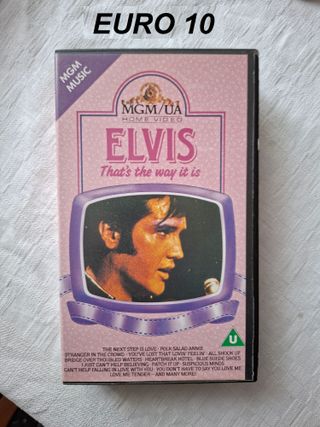 EURO 10
MGM
MUSIC
MGM/UA
HOME VIDEO
ELVIS
That's the way it is
U
THE NEXT STEP IS LOVE · POLK SALAD ANNIE
STRANGER IN THE CROWD · YOU'VE LOST THAT LOVIN' FEELIN' · ALL SHOOK UP
BRIDGE OVER TROUBLED WATERS · HEARTBREAK HOTEL · BLUE SUEDE SHOES
I JUST CAN'T HELP BELIEVING · PATCH IT UP · SUSPICIOUS MINDS
CAN'T HELP FALLING IN LOVE WITH YOU · YOU DON'T HAVE TO SAY YOU LOVE ME
LOVE ME TENDER — AND MANY MORE!